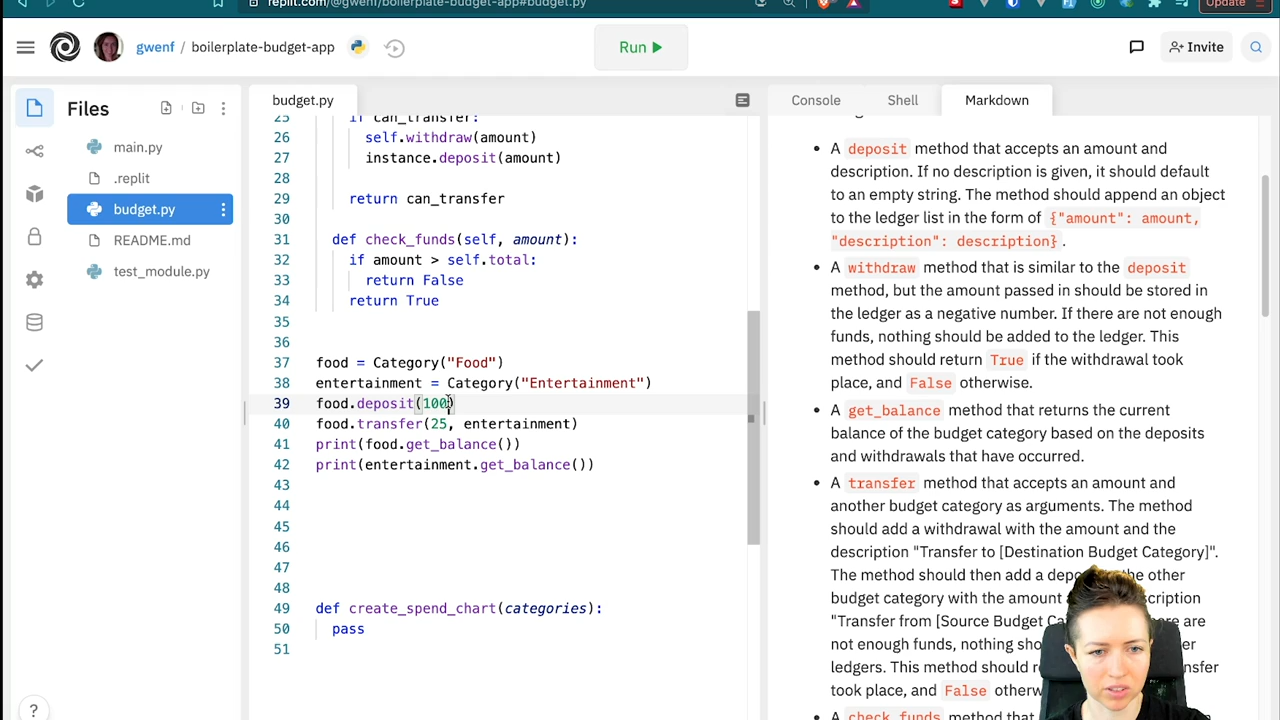 replit.com/@gwenf/boilerplate-budget-app#budget.py
Update
gwenf / boilerplate-budget-app
Run
Invite
Files
main.py
.replit
budget.py
README.md
test_module.py
?
budget.py
25 if can_transfer:
26 self.withdraw(amount)
27 instance.deposit(amount)
28
29 return can_transfer
30
31 def check_funds(self, amount):
32 if amount > self.total:
33 return False
34 return True
35
36
37 food = Category("Food")
38 entertainment = Category("Entertainment")
39 food.deposit(100)
40 food.transfer(25, entertainment)
41 print(food.get_balance())
42 print(entertainment.get_balance())
43
44
45
46
47
48
49 def create_spend_chart(categories):
50 pass
51
Console Shell Markdown
• A deposit method that accepts an amount and
description. If no description is given, it should default
to an empty string. The method should append an object
to the ledger list in the form of {"amount": amount,
"description": description}.
• A withdraw method that is similar to the deposit
method, but the amount passed in should be stored in
the ledger as a negative number. If there are not enough
funds, nothing should be added to the ledger. This
method should return True if the withdrawal took
place, and False otherwise.
• A get_balance method that returns the current
balance of the budget category based on the deposits
and withdrawals that have occurred.
• A transfer method that accepts an amount and
another budget category as arguments. The method
should add a withdrawal with the amount and the
description "Transfer to [Destination Budget Category]".
The method should then add a the other
budget category with the amount
"Transfer from [Source Budget are
not enough funds, nothing
ledgers. This method should
took place, and False
• A check_funds method that